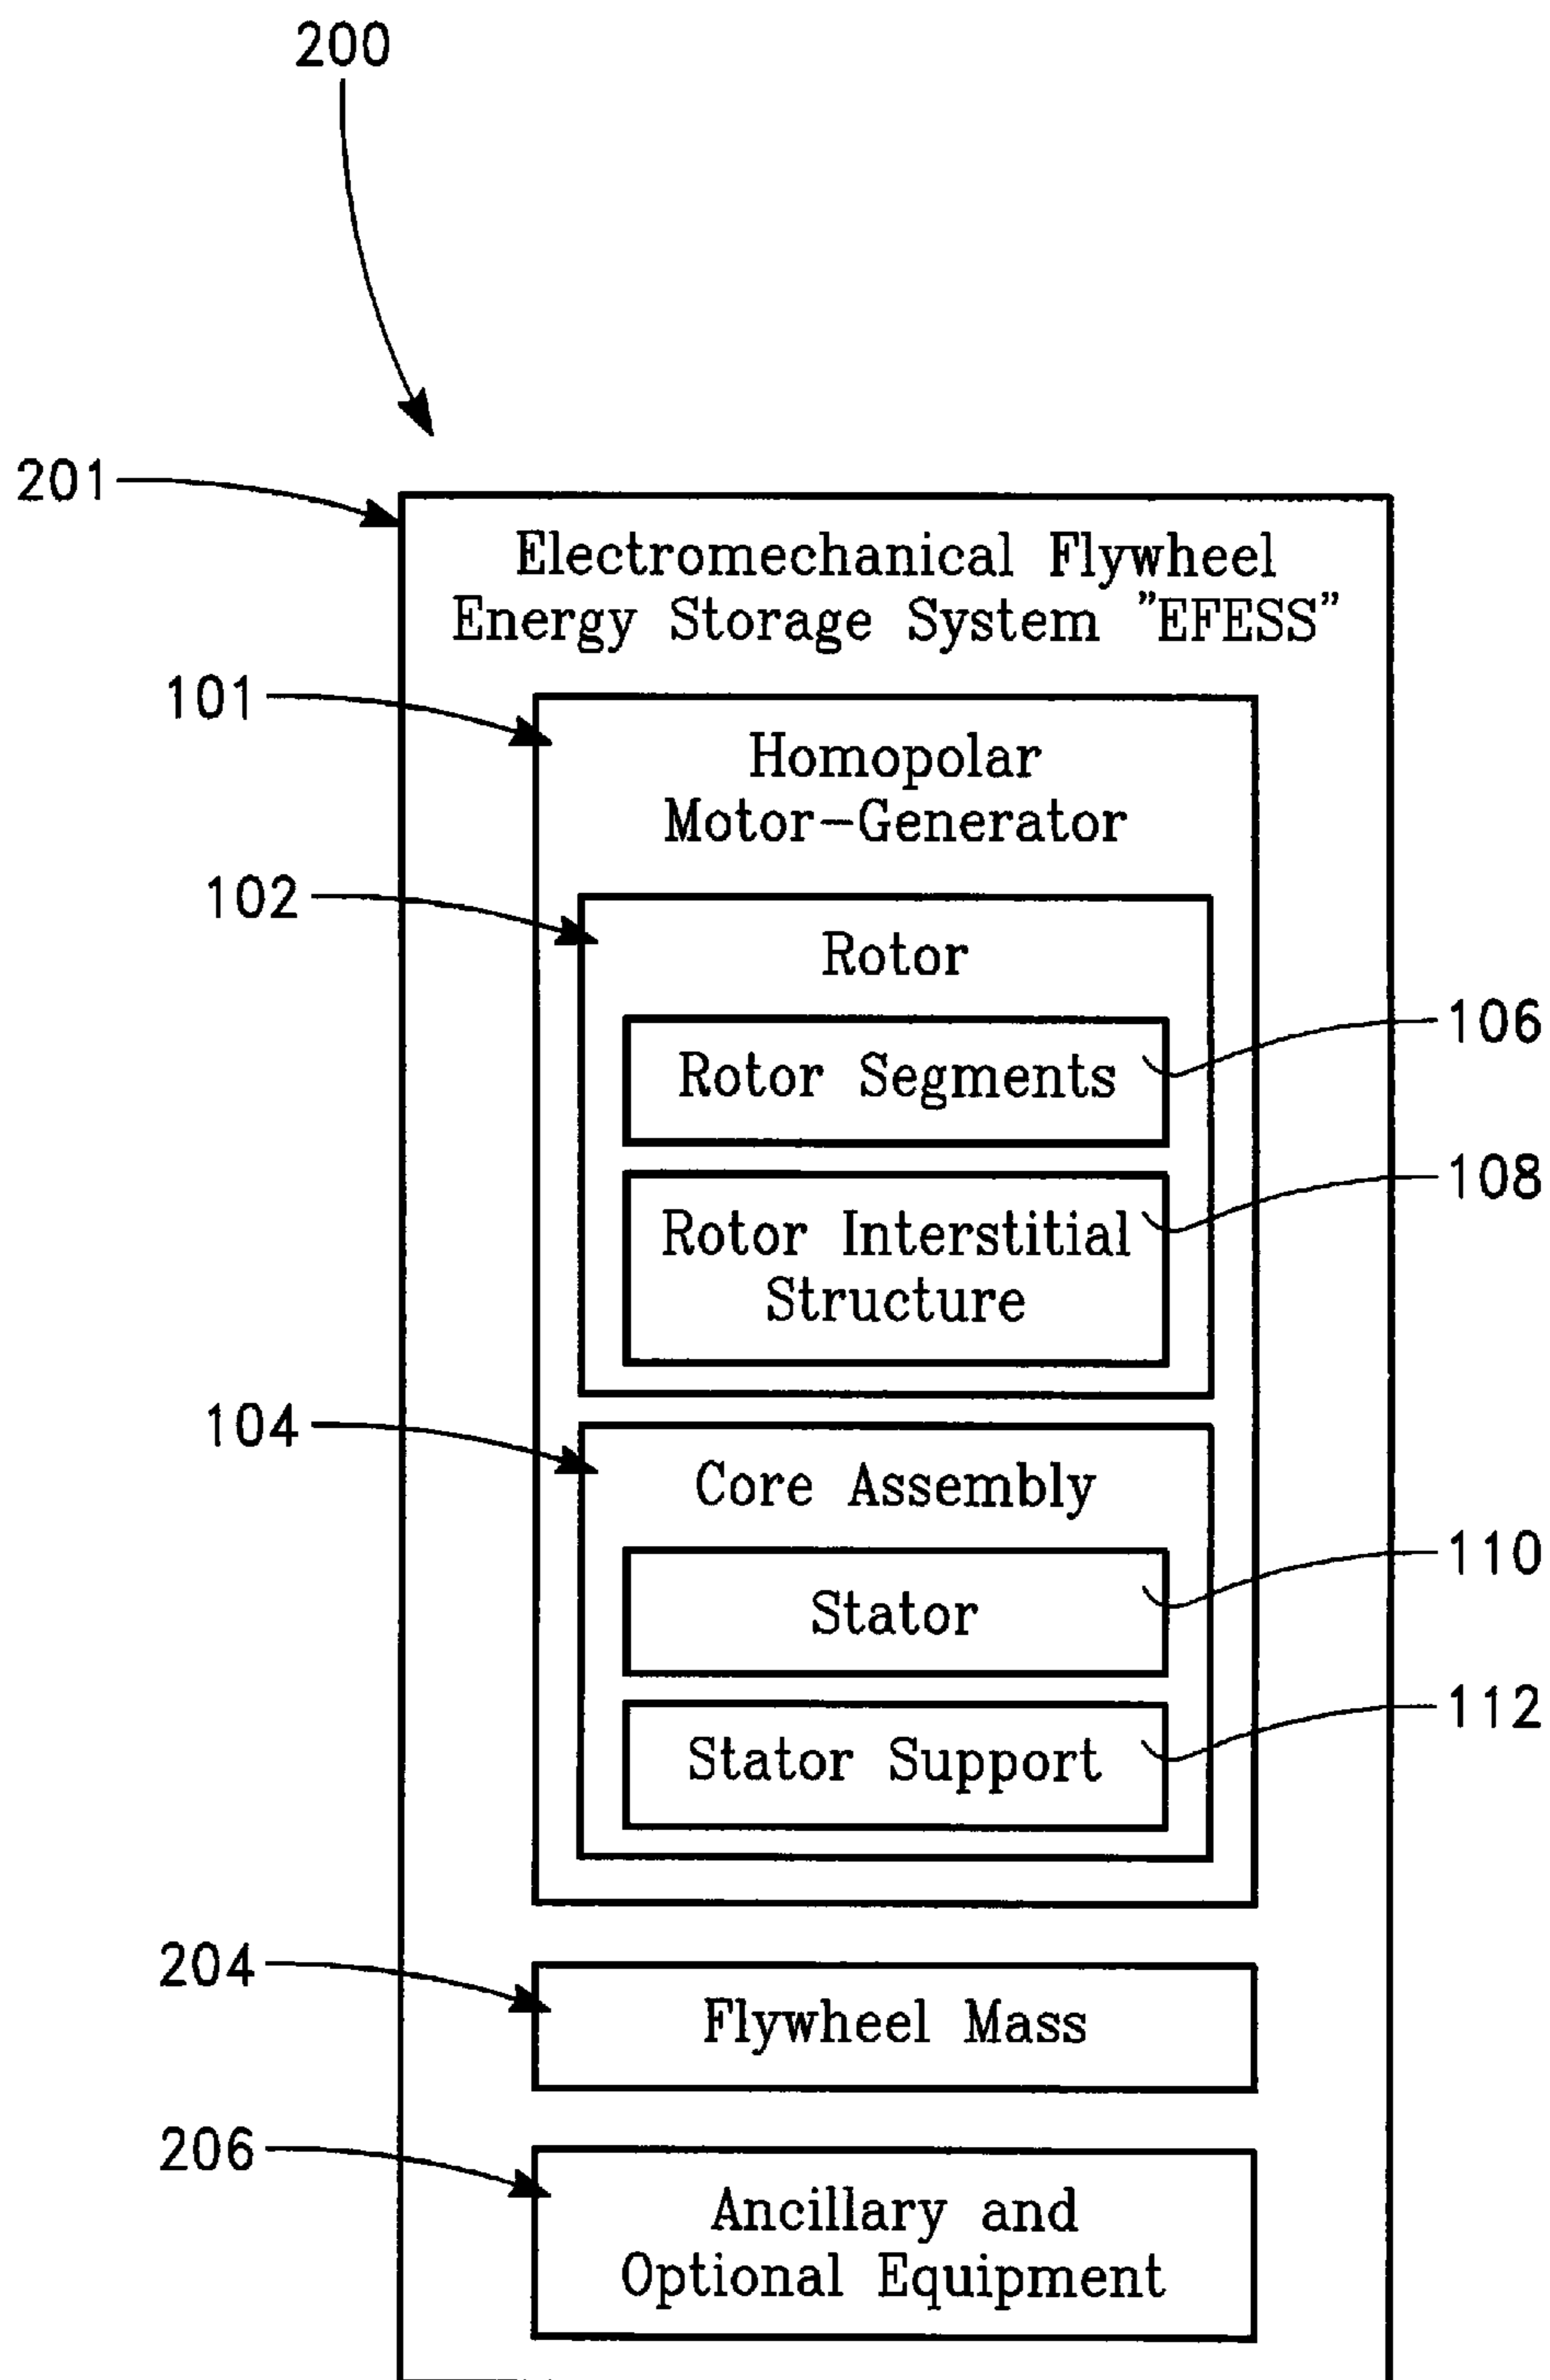 200
201
Electromechanical Flywheel
Energy Storage System "EFESS"
101
Homopolar
Motor-Generator
102
Rotor
106
Rotor Segments
108
Rotor Interstitial
Structure
104
Core Assembly
110
Stator
112
Stator Support
204
Flywheel Mass
206
Ancillary and
Optional Equipment